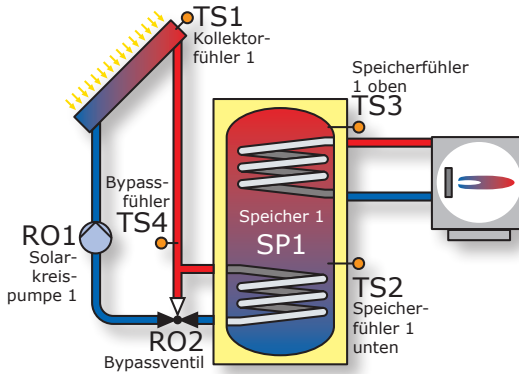 TS1
Kollektor-
fühler 1
Speicherfühler
1 oben
TS3
Bypass-
fühler
TS4
Speicher 1
SP1
RO1
Solar-
kreis-
pumpe 1
TS2
Speicher-
fühler 1
unten
RO2
Bypassventil